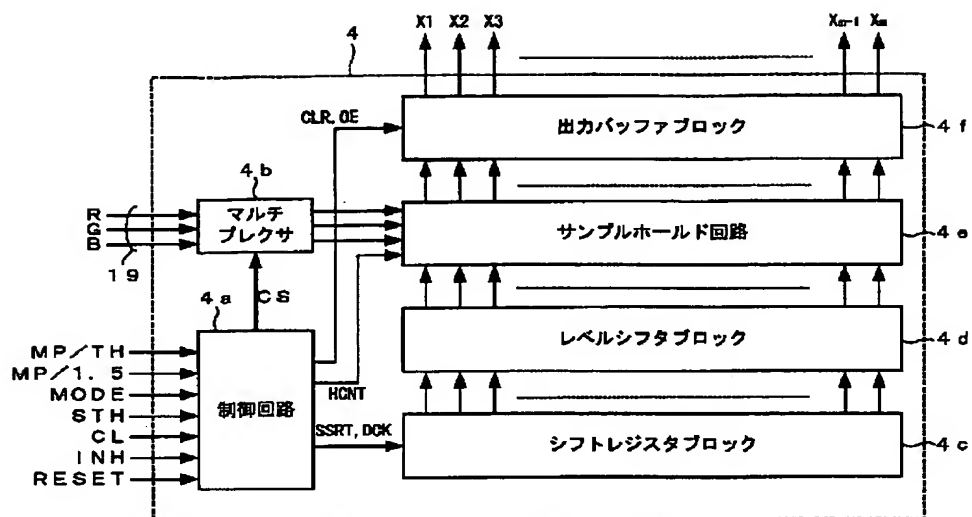 X1 X2 X3 Xm-1 Xm
4
CLR, OE
出力バッファブロック
4f
4b
R
G
B
19
マルチ
プレクサ
サンプルホールド回路
4e
4a
CS
レベルシフタブロック
4d
MP/TH
MP/1.5
MODE
STH
CL
INH
RESET
制御回路
HCNT
SSRT, DCK
シフトレジスタブロック
4c